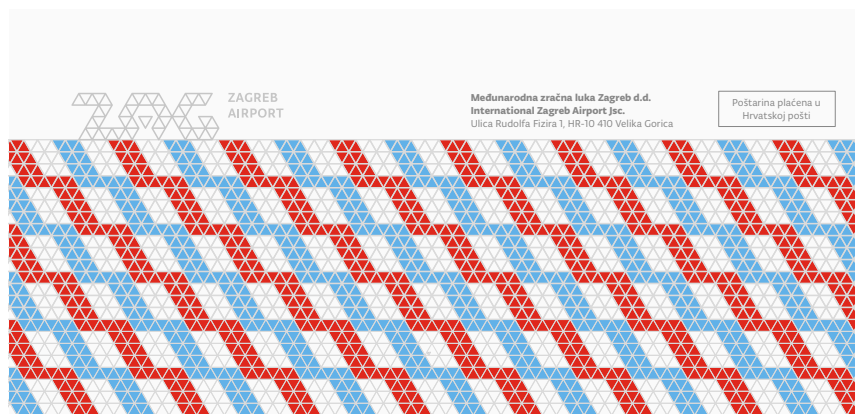 ZAG
ZAGREB
AIRPORT
Međunarodna zračna luka Zagreb d.d.
International Zagreb Airport Jsc.
Ulica Rudolfa Fizira 1, HR-10 410 Velika Gorica
Poštarina plaćena u
Hrvatskoj pošti